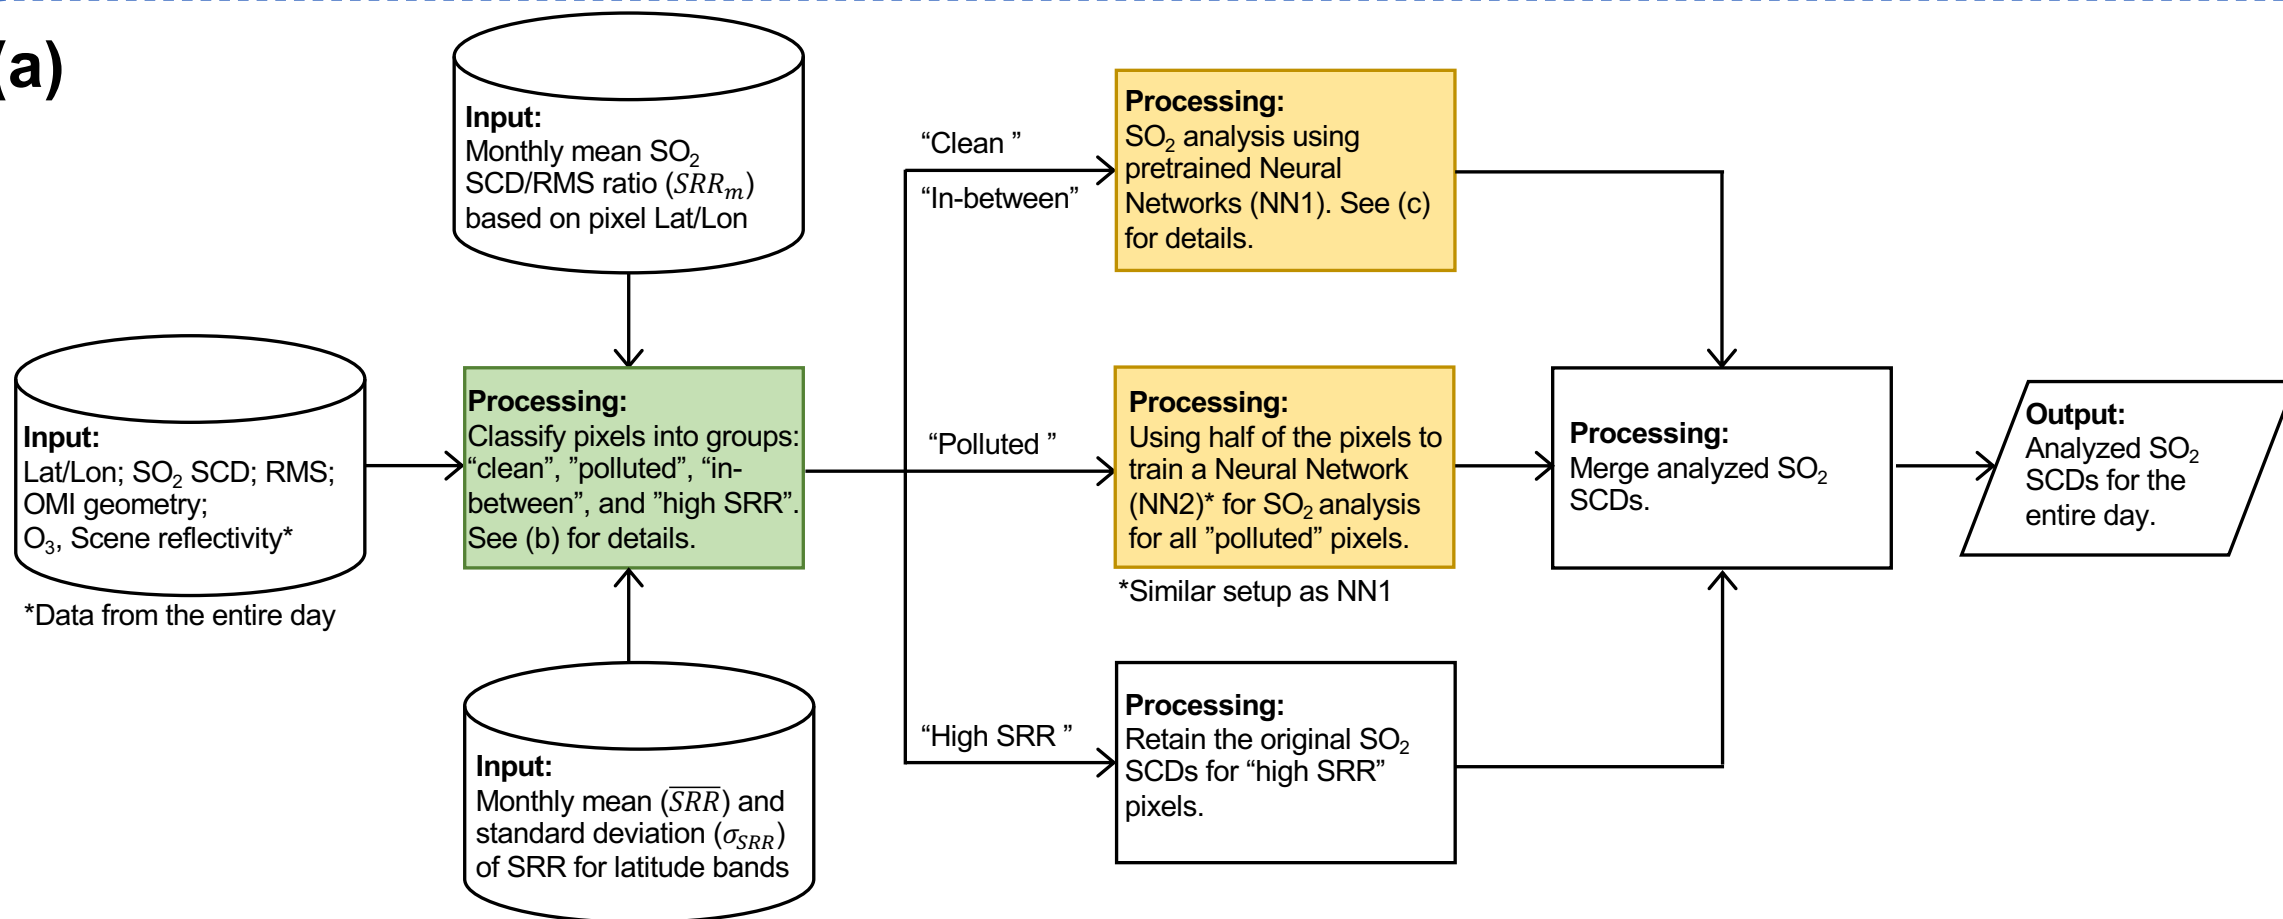 (a)
Input:
Monthly mean SO₂
SCD/RMS ratio (𝑆𝑅𝑅ₘ)
based on pixel Lat/Lon
Input:
Lat/Lon; SO₂ SCD; RMS;
OMI geometry;
O₃, Scene reflectivity*
*Data from the entire day
Processing:
Classify pixels into groups:
“clean”, ”polluted”, “in-
between”, and ”high SRR”.
See (b) for details.
Input:
Monthly mean (S̅R̅R̅) and
standard deviation (σ_SRR)
of SRR for latitude bands
“Clean ”
“In-between”
Processing:
SO₂ analysis using
pretrained Neural
Networks (NN1). See (c)
for details.
“Polluted ”
Processing:
Using half of the pixels to
train a Neural Network
(NN2)* for SO₂ analysis
for all ”polluted” pixels.
*Similar setup as NN1
“High SRR ”
Processing:
Retain the original SO₂
SCDs for “high SRR”
pixels.
Processing:
Merge analyzed SO₂
SCDs.
Output:
Analyzed SO₂
SCDs for the
entire day.